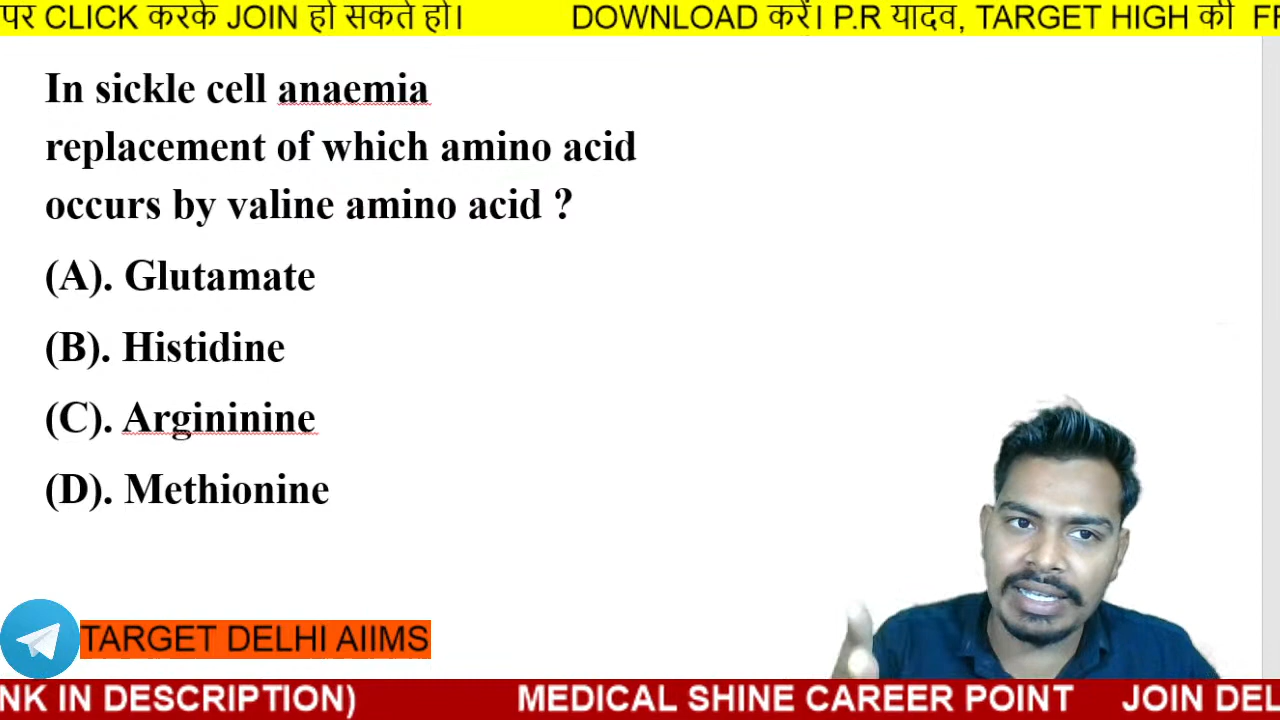 पर CLICK करके JOIN हो सकते हो। DOWNLOAD करें। P.R यादव, TARGET HIGH की FR
In sickle cell anaemia
replacement of which amino acid
occurs by valine amino acid ?
(A). Glutamate
(B). Histidine
(C). Argininine
(D). Methionine
TARGET DELHI AIIMS
NK IN DESCRIPTION) MEDICAL SHINE CAREER POINT JOIN DEL